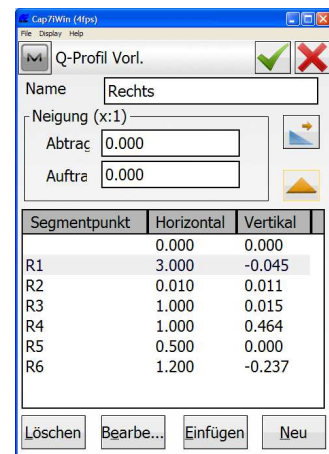 Cap7iWin (4fps)
File Display Help
M Q-Profil Vorl.
Name Rechts
Neigung (x:1)
Abtrag 0.000
Auftra 0.000
Segmentpunkt Horizontal Vertikal
0.000 0.000
R1 3.000 -0.045
R2 0.010 0.011
R3 1.000 0.015
R4 1.000 0.464
R5 0.500 0.000
R6 1.200 -0.237
Löschen Bearbe... Einfügen Neu